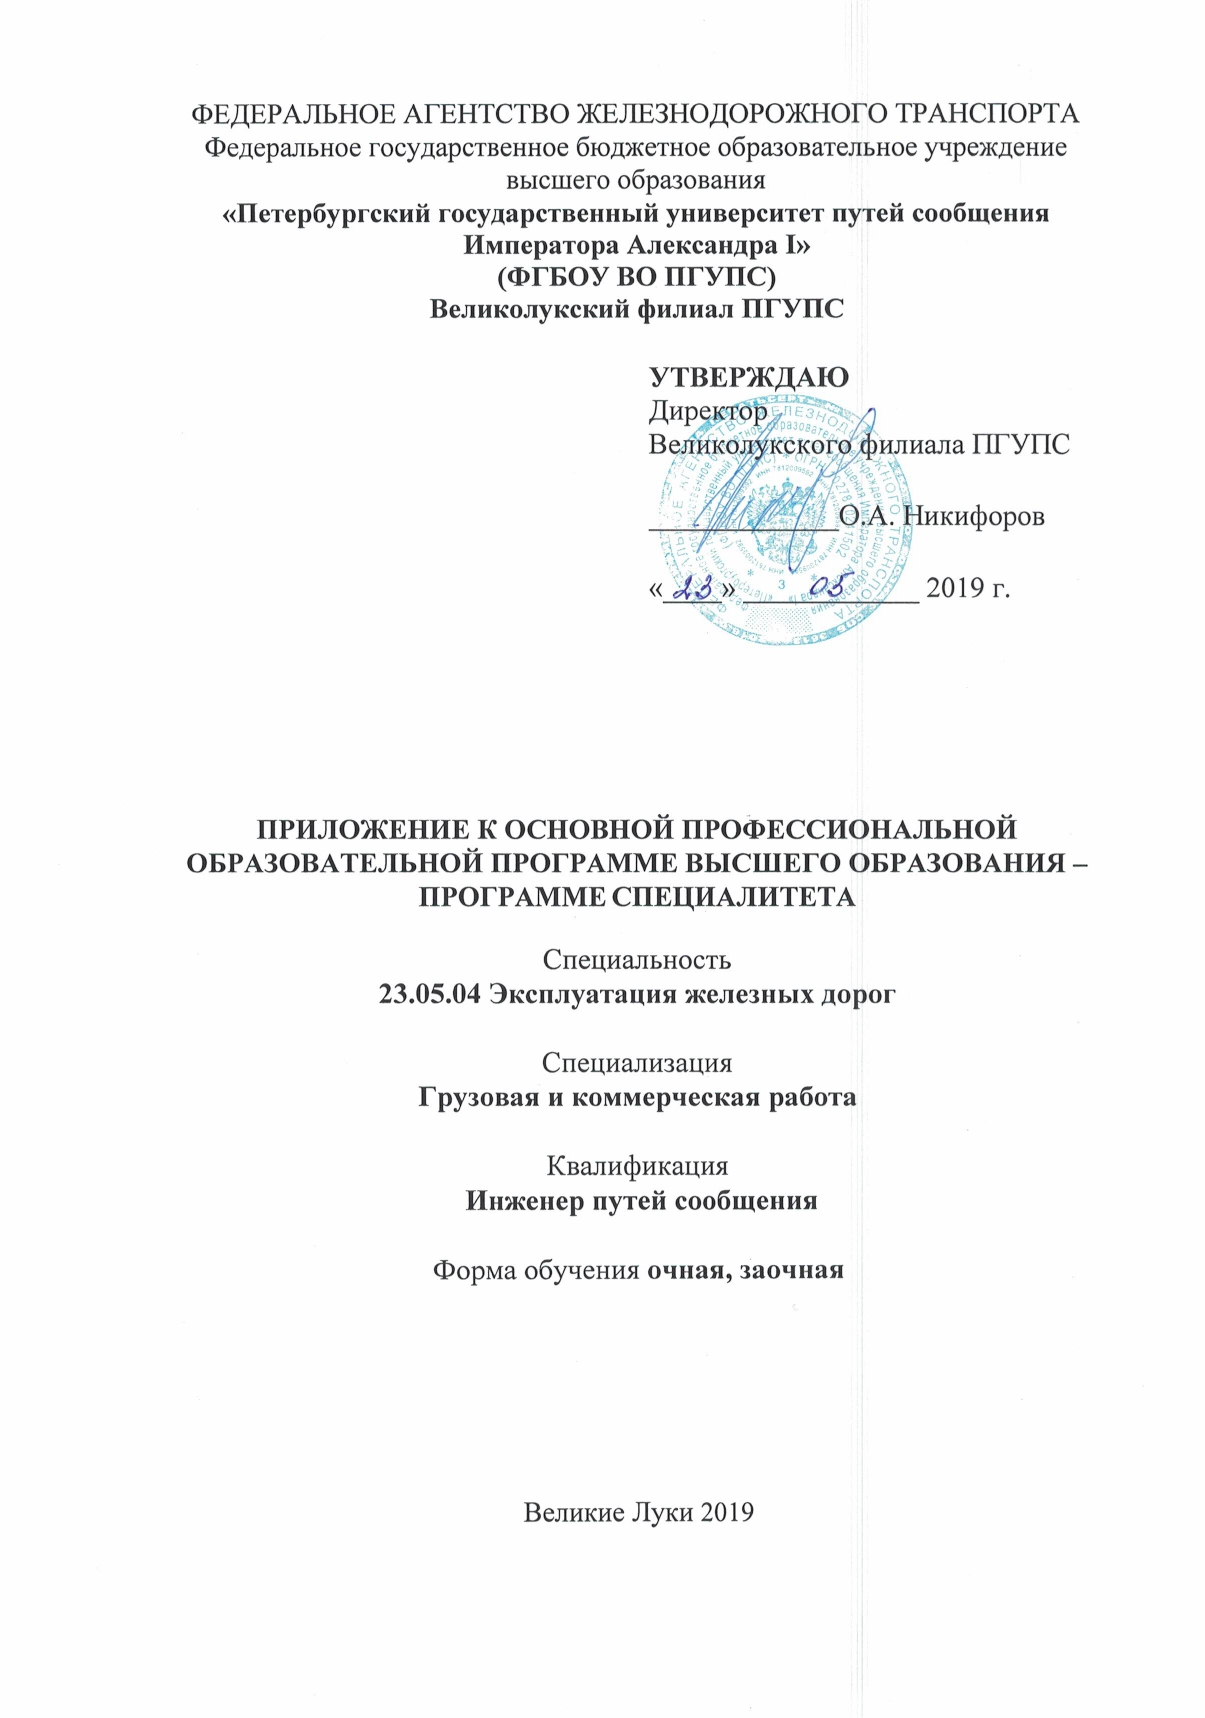 ФЕДЕРАЛЬНОЕ АГЕНТСТВО ЖЕЛЕЗНОДОРОЖНОГО ТРАНСПОРТА
Федеральное государственное бюджетное образовательное учреждение
высшего образования
«Петербургский государственный университет путей сообщения
Императора Александра I»
(ФГБОУ ВО ПГУПС)
Великолукский филиал ПГУПС
УТВЕРЖДАЮ
Директор
Великолукского филиала ПГУПС
О.А. Никифоров
«23» 05 2019 г.
ПРИЛОЖЕНИЕ К ОСНОВНОЙ ПРОФЕССИОНАЛЬНОЙ
ОБРАЗОВАТЕЛЬНОЙ ПРОГРАММЕ ВЫСШЕГО ОБРАЗОВАНИЯ –
ПРОГРАММЕ СПЕЦИАЛИТЕТА
Специальность
23.05.04 Эксплуатация железных дорог
Специализация
Грузовая и коммерческая работа
Квалификация
Инженер путей сообщения
Форма обучения очная, заочная
Великие Луки 2019